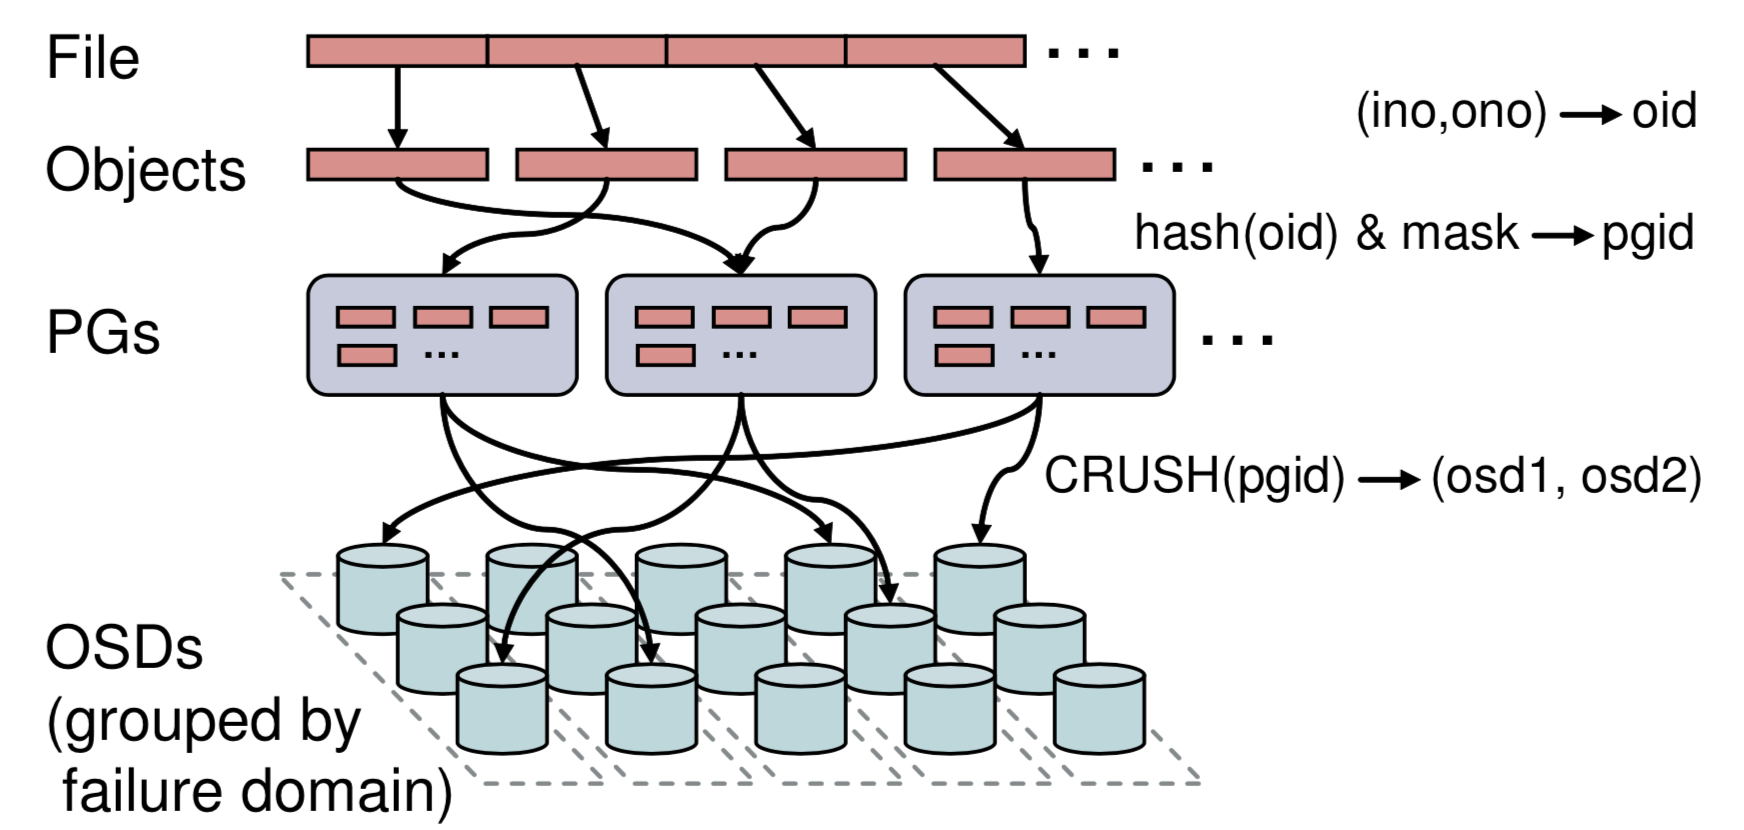 File
...
(ino,ono) → oid
Objects
...
hash(oid) & mask → pgid
PGs
...
...
...
...
CRUSH(pgid) → (osd1, osd2)
OSDs
(grouped by
failure domain)